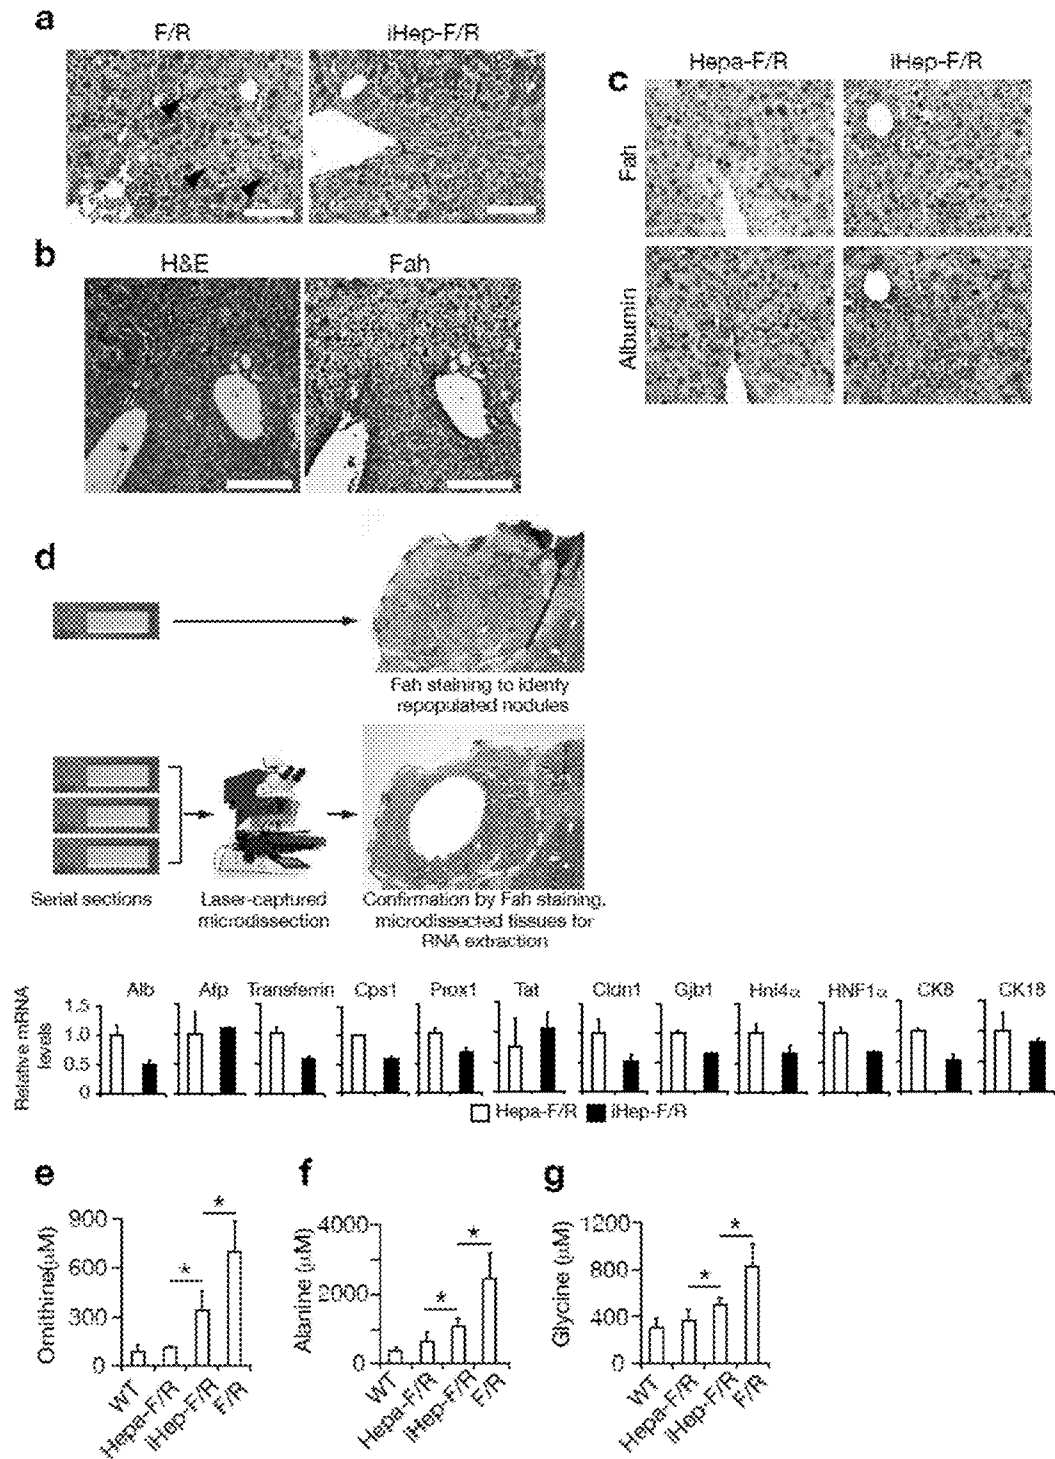 a
F/R
iHep-F/R
b
H&E
Fah
c
Hepa-F/R
iHep-F/R
Fah
Albumin
d
Fah staining to idenfy
repopulated nodules
Serial sections
Laser-captured
microdissection
Confirmation by Fah staining,
microdissected tissues for
RNA extraction
Relative mRNA
levels
1.5
1.0
0.5
0
Alb
Afp
Transferrin
Cps1
Prox1
Tat
Cldn1
Gjb1
Hnf4α
HNF1α
CK8
CK18
Hepa-F/R
iHep-F/R
e
Ornithine(μM)
900
600
300
0
*
*
WT
Hepa-F/R
iHep-F/R
F/R
f
Alanine (μM)
4000
2000
0
*
*
WT
Hepa-F/R
iHep-F/R
F/R
g
Glycine (μM)
1200
800
400
0
*
*
WT
Hepa-F/R
iHep-F/R
F/R